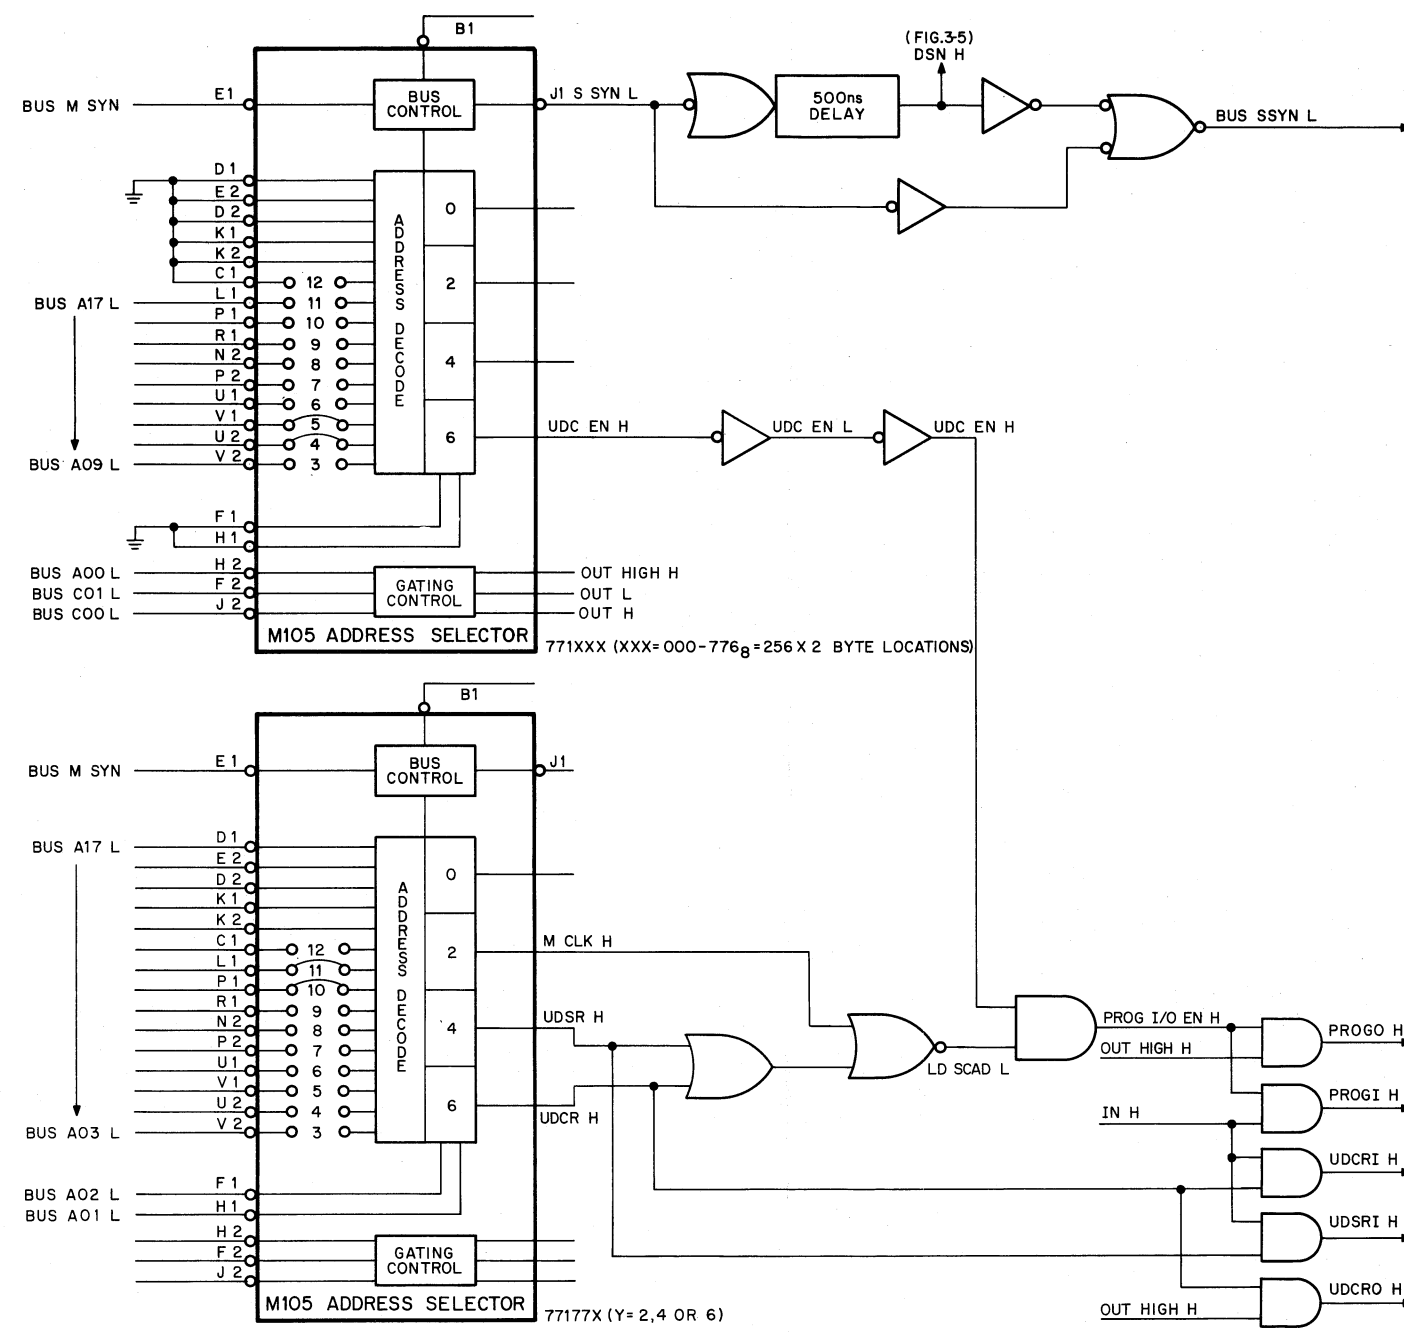 B1
(FIG.3-5)
DSN H
BUS M SYN
E1
BUS
CONTROL
J1 S SYN L
500ns
DELAY
BUS SSYN L
D1
E2
D2
K1
K2
C1
BUS A17 L
L1
P1
R1
N2
P2
U1
V1
U2
BUS A09 L
V2
12
11
10
9
8
7
6
5
4
3
ADDRESS DECODE
0
2
4
6
UDC EN H
UDC EN L
UDC EN H
F1
H1
BUS A00 L
H2
BUS C01 L
F2
BUS C00 L
J2
GATING
CONTROL
OUT HIGH H
OUT L
OUT H
M105 ADDRESS SELECTOR
771XXX (XXX=000-7768=256X2 BYTE LOCATIONS)
B1
BUS M SYN
E1
BUS
CONTROL
J1
BUS A17 L
D1
E2
D2
K1
K2
C1
L1
P1
R1
N2
P2
U1
V1
U2
BUS A03 L
V2
12
11
10
9
8
7
6
5
4
3
ADDRESS DECODE
0
2
4
6
M CLK H
UDSR H
UDCR H
LD SCAD L
PROG I/O EN H
OUT HIGH H
PROGO H
IN H
PROGI H
UDCRI H
UDSRI H
OUT HIGH H
UDCRO H
BUS A02 L
F1
BUS A01 L
H1
H2
F2
J2
GATING
CONTROL
M105 ADDRESS SELECTOR
77177X (Y=2,4 OR 6)